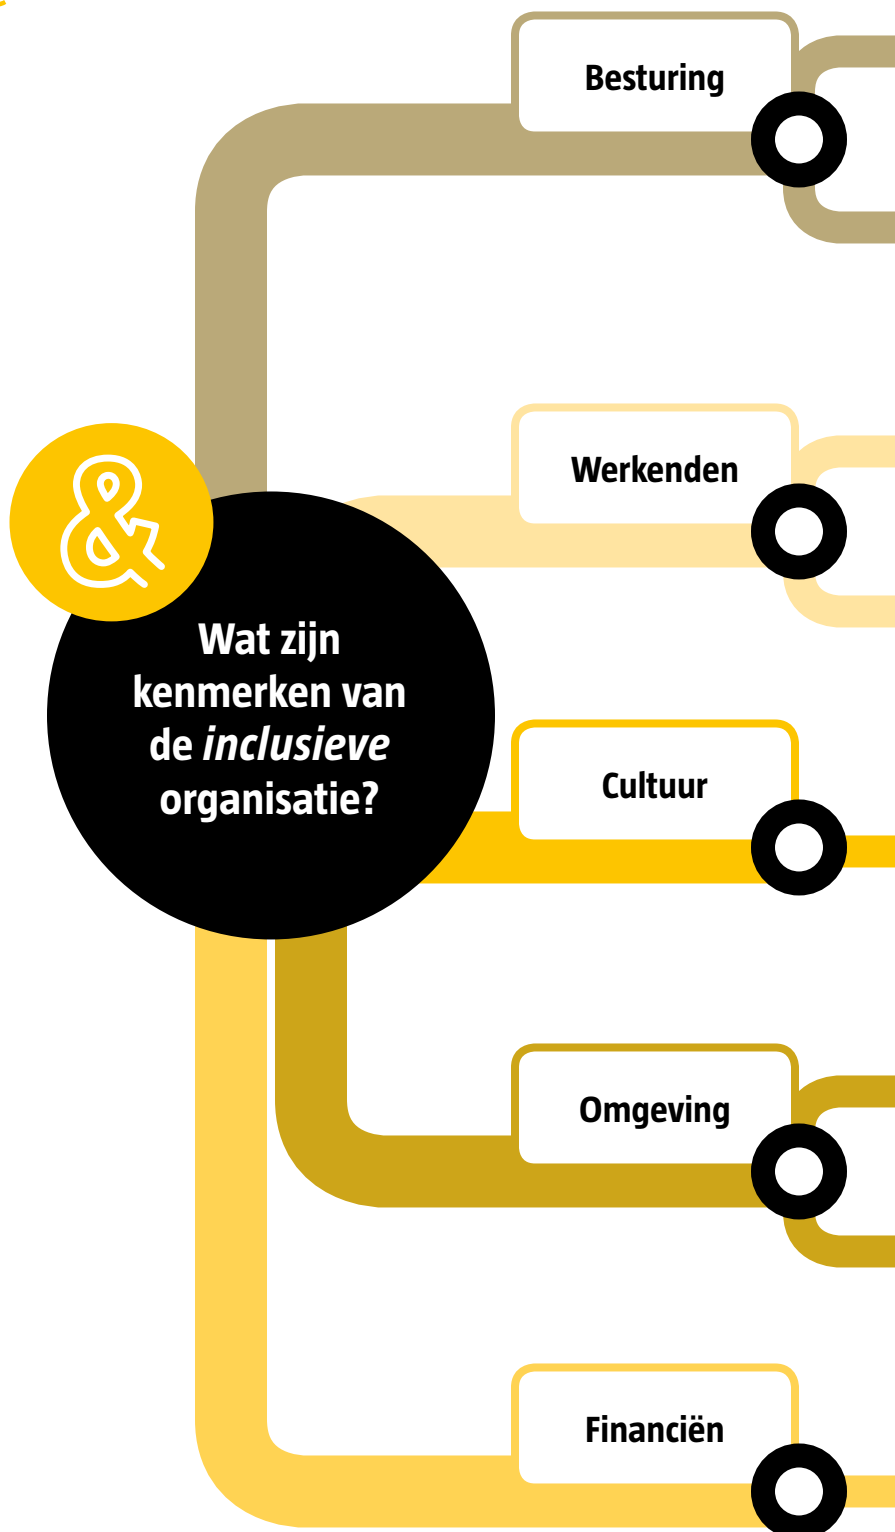 Besturing
Werkenden
&
Wat zijn
kenmerken van
de inclusieve
organisatie?
Cultuur
Omgeving
Financiën